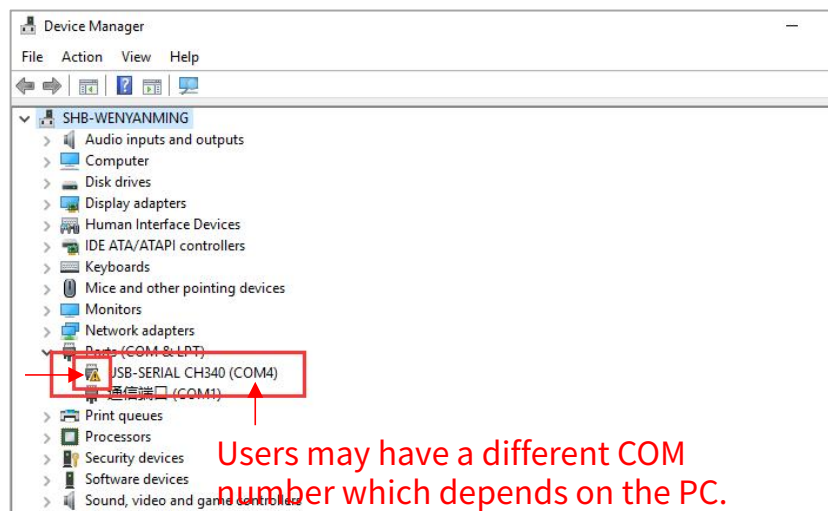 Device Manager
File Action View Help
SHB-WENYANMING
Audio inputs and outputs
Computer
Disk drives
Display adapters
Human Interface Devices
IDE ATA/ATAPI controllers
Keyboards
Mice and other pointing devices
Monitors
Network adapters
Ports (COM & LPT)
USB-SERIAL CH340 (COM4)
通信端口 (COM1)
Print queues
Processors
Security devices
Software devices
Sound, video and game controllers
Users may have a different COM
number which depends on the PC.